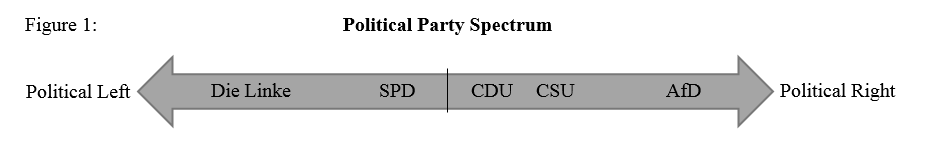 Figure 1: Political Party Spectrum
Political Left Die Linke SPD CDU CSU AfD Political Right